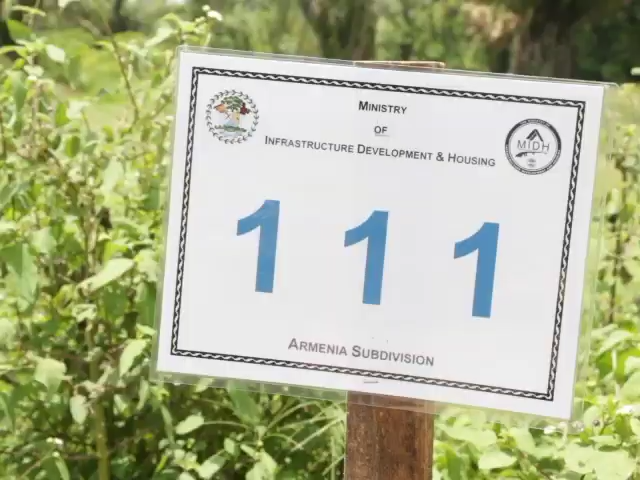 MINISTRY
OF
INFRASTRUCTURE DEVELOPMENT & HOUSING
MIDH
111
ARMENIA SUBDIVISION